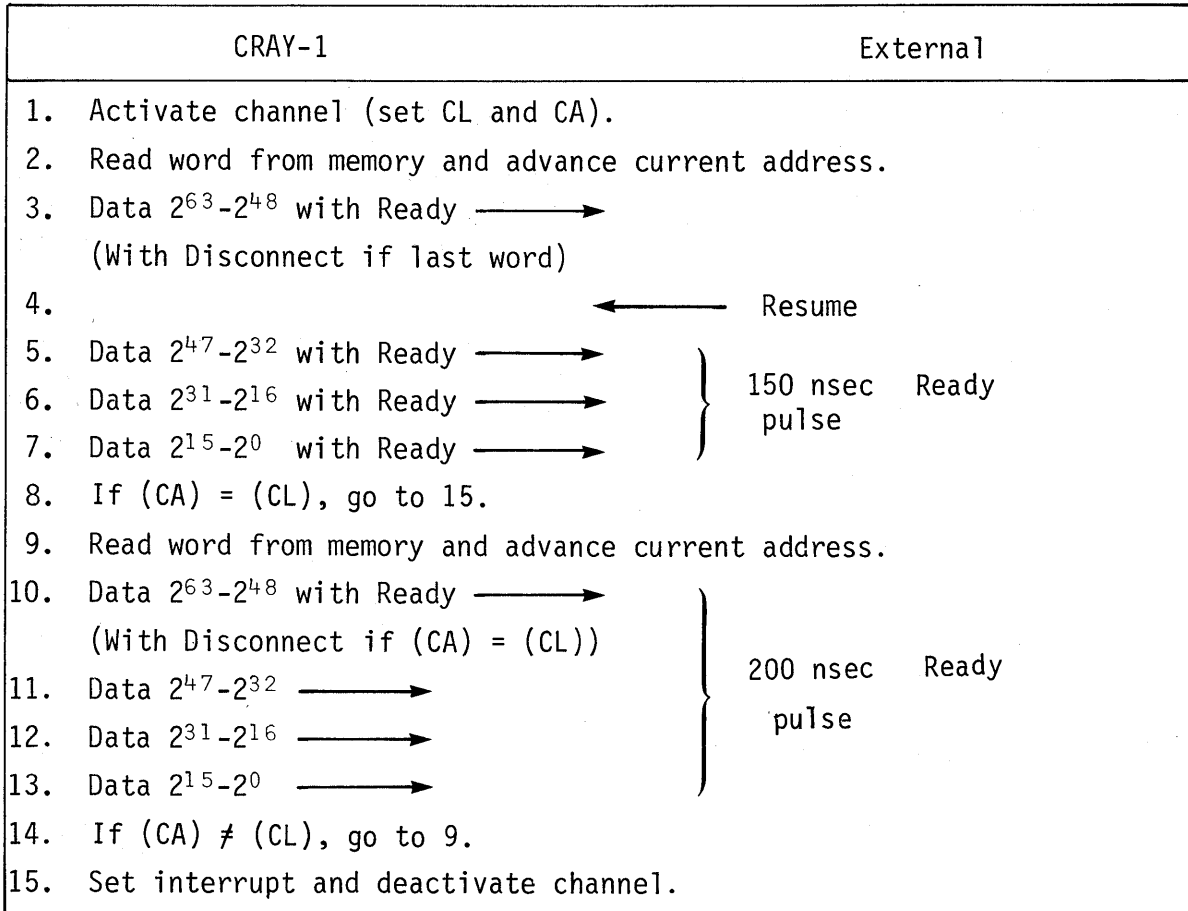 CRAY-1 External
1. Activate channel (set CL and CA).
2. Read word from memory and advance current address.
3. Data 2⁶³-2⁴⁸ with Ready ⟶
(With Disconnect if last word)
4. ⟵ Resume
5. Data 2⁴⁷-2³² with Ready ⟶
6. Data 2³¹-2¹⁶ with Ready ⟶
150 nsec Ready
pulse
7. Data 2¹⁵-2⁰ with Ready ⟶
8. If (CA) = (CL), go to 15.
9. Read word from memory and advance current address.
10. Data 2⁶³-2⁴⁸ with Ready ⟶
(With Disconnect if (CA) = (CL))
11. Data 2⁴⁷-2³² ⟶
200 nsec Ready
pulse
12. Data 2³¹-2¹⁶ ⟶
13. Data 2¹⁵-2⁰ ⟶
14. If (CA) ≠ (CL), go to 9.
15. Set interrupt and deactivate channel.